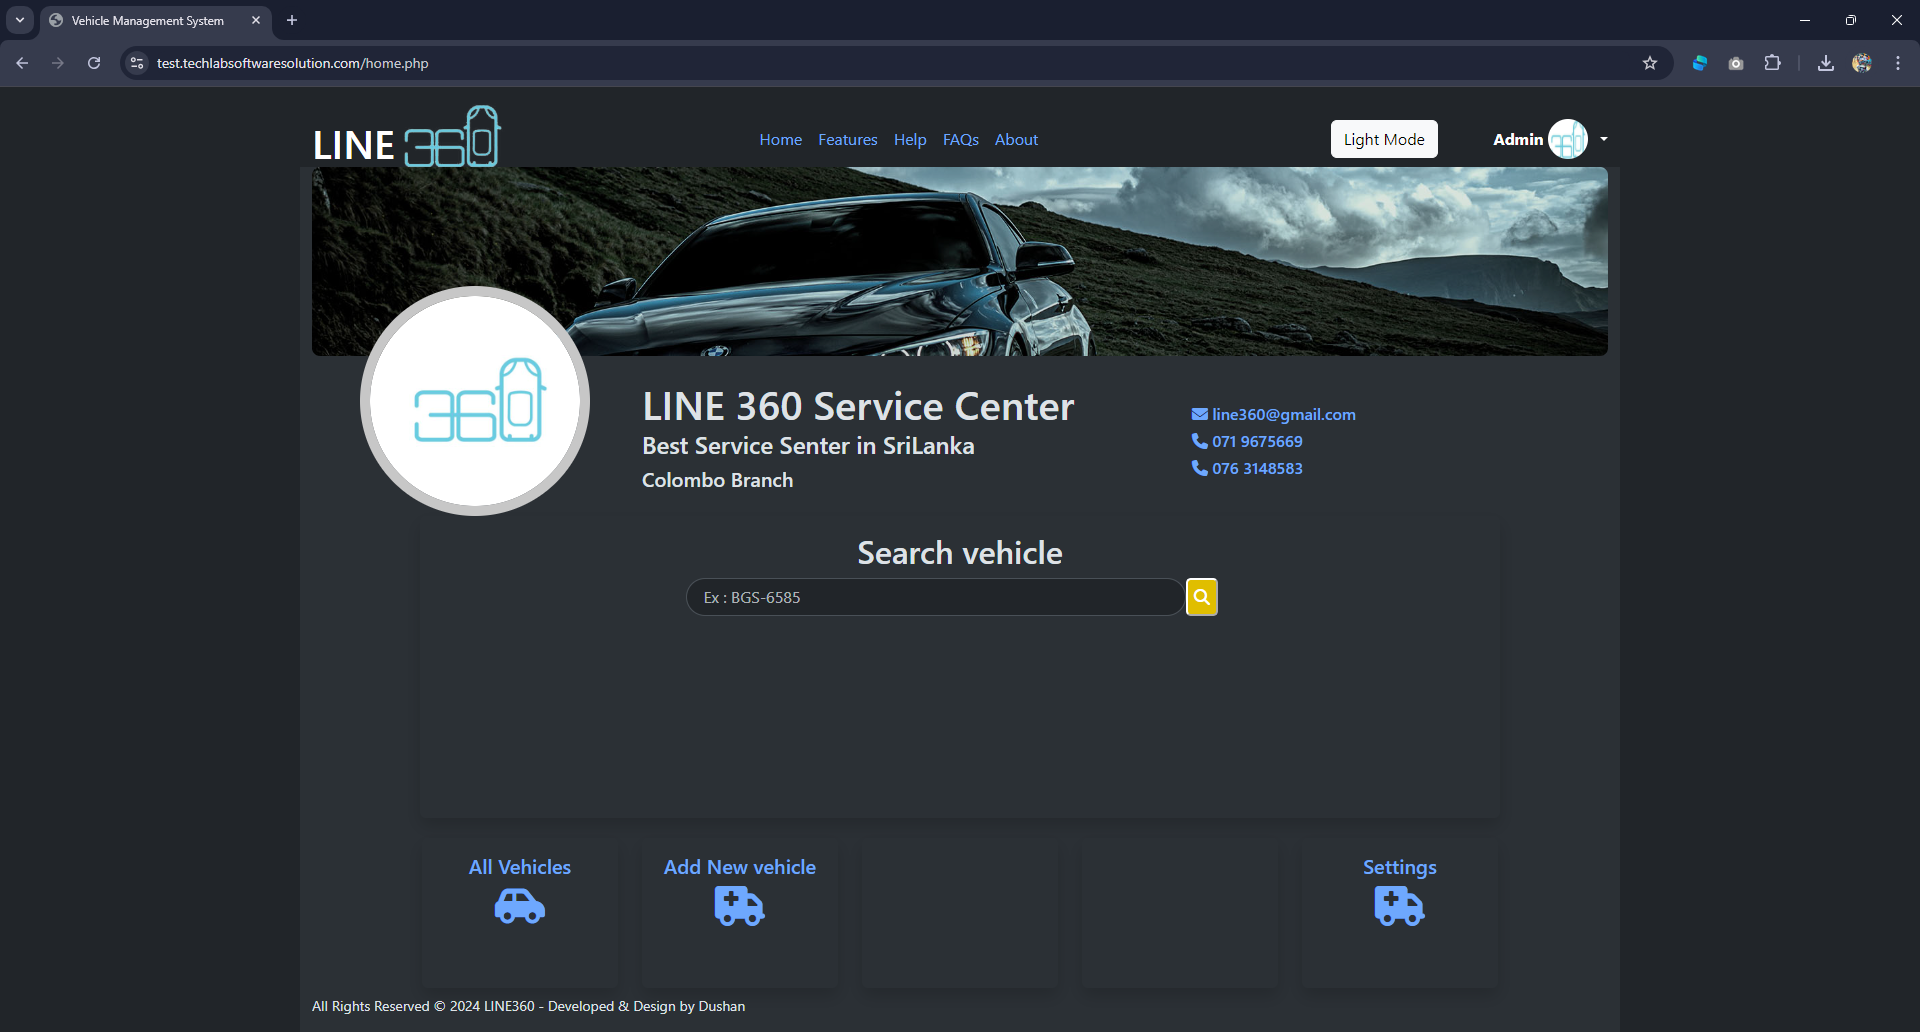 Vehicle Management System
test.techlabsoftwaresolution.com/home.php
LINE 360
Home Features Help FAQs About
Light Mode
Admin
360
LINE 360 Service Center
Best Service Senter in SriLanka
Colombo Branch
line360@gmail.com
071 9675669
076 3148583
Search vehicle
Ex : BGS-6585
All Vehicles
Add New vehicle
Settings
All Rights Reserved © 2024 LINE360 - Developed & Design by Dushan